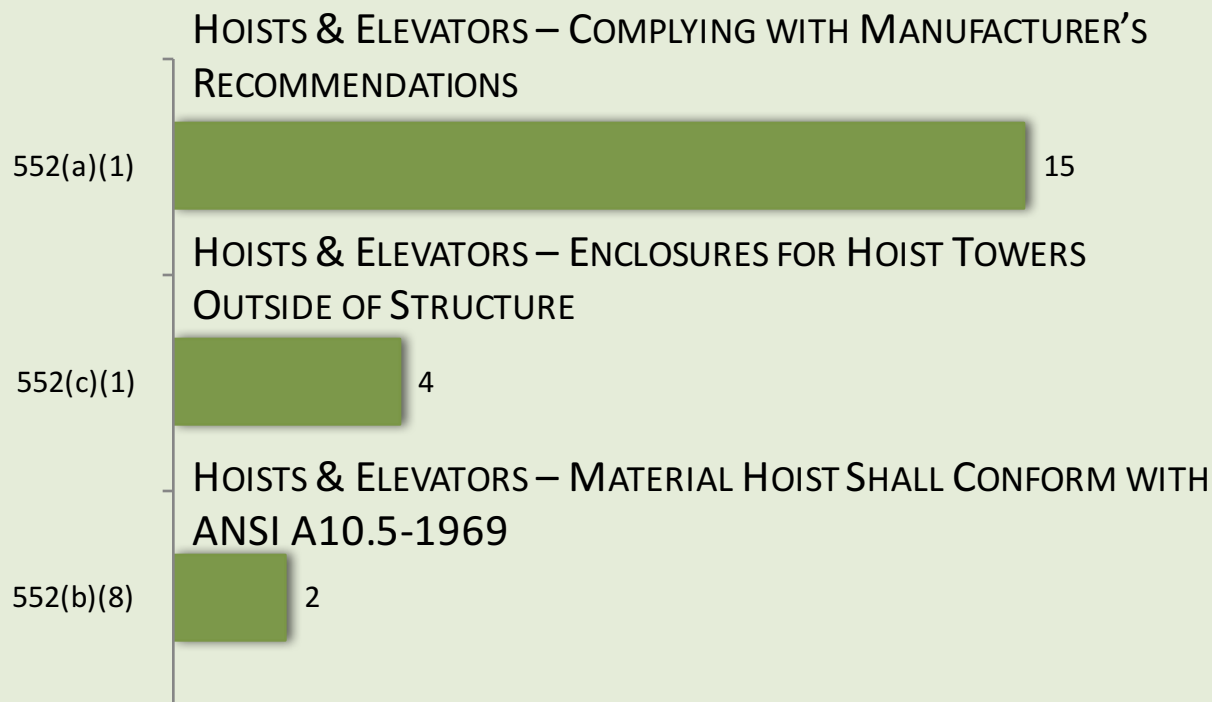 Hoists & Elevators – Complying with Manufacturer’s
Recommendations
552(a)(1)
15
Hoists & Elevators – Enclosures for Hoist Towers
Outside of Structure
552(c)(1)
4
Hoists & Elevators – Material Hoist Shall Conform with
ANSI A10.5-1969
552(b)(8)
2